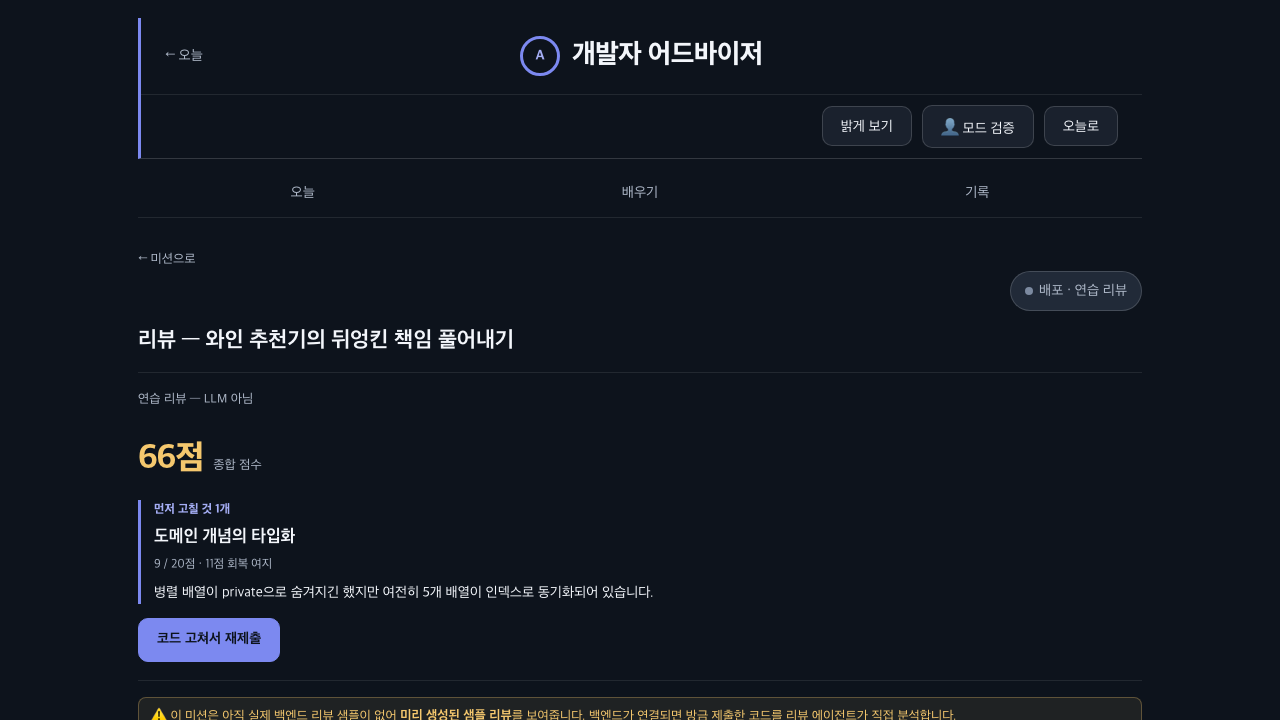 ← 오늘
A 개발자 어드바이저
밝게 보기
👤 모드 검증
오늘로
오늘
배우기
기록
← 미션으로
배포 · 연습 리뷰
리뷰 — 와인 추천기의 뒤엉킨 책임 풀어내기
연습 리뷰 — LLM 아님
66점 종합 점수
먼저 고칠 것 1개
도메인 개념의 타입화
9 / 20점 · 11점 회복 여지
병렬 배열이 private으로 숨겨지긴 했지만 여전히 5개 배열이 인덱스로 동기화되어 있습니다.
코드 고쳐서 재제출
⚠️ 이 미션은 아직 실제 백엔드 리뷰 샘플이 없어 미리 생성된 샘플 리뷰를 보여줍니다. 백엔드가 연결되면 방금 제출한 코드를 리뷰 에이전트가 직접 분석합니다.